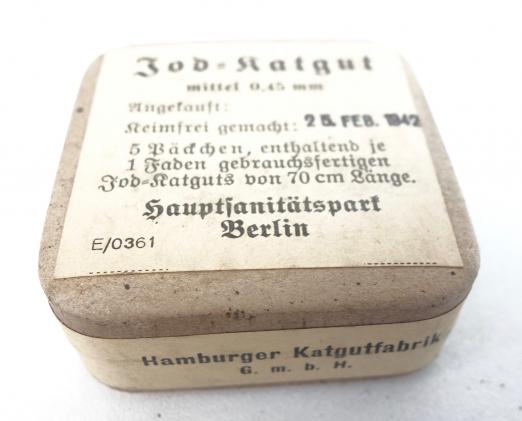 Jod-Katgut
mittel 0,45 mm
Angekauft:
Keimfrei gemacht: 25. FEB. 1942
5 Päckchen, enthaltend je
1 Faden gebrauchsfertigen
Jod-Katguts von 70 cm Länge.
Hauptsanitätspark
Berlin
E/0361
Hamburger Katgutfabrik
G. m. b. H.